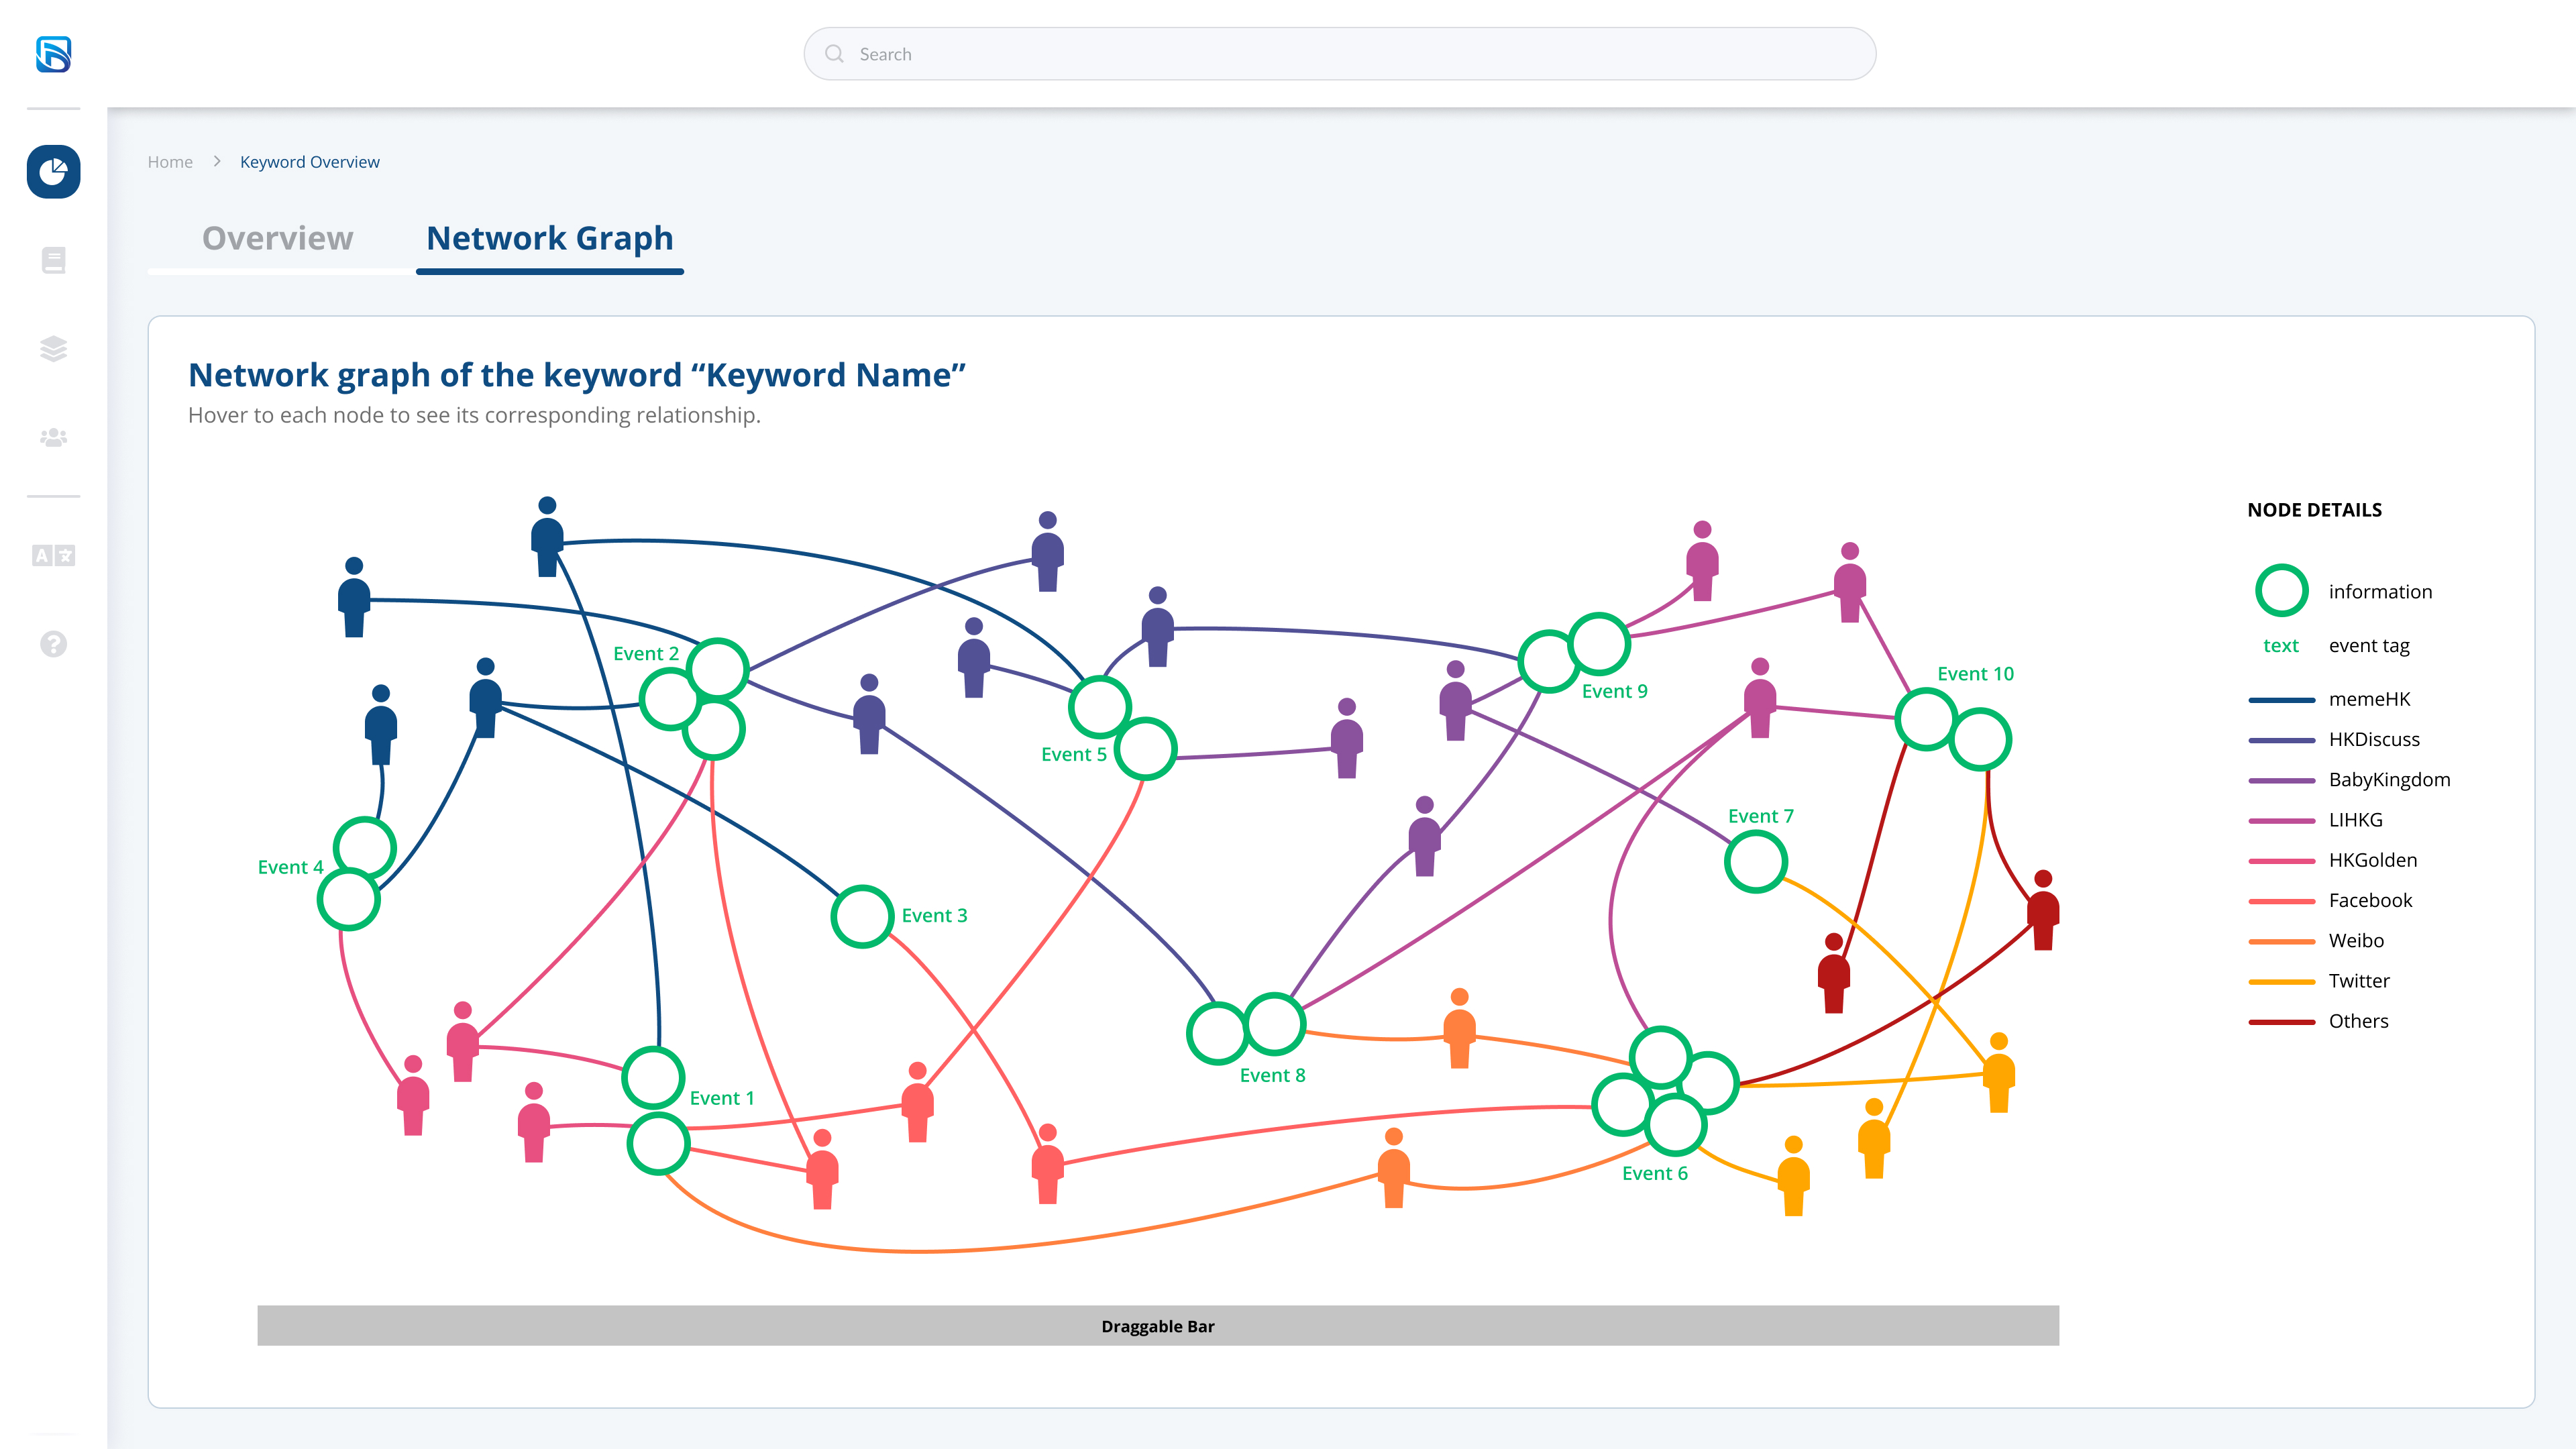 Search
Home
Keyword Overview
Overview
Network Graph
Network graph of the keyword “Keyword Name”
Hover to each node to see its corresponding relationship.
A 文
?
Event 2
Event 9
Event 10
Event 5
Event 7
Event 4
Event 3
Event 8
Event 1
Event 6
NODE DETAILS
information
text event tag
memeHK
HKDiscuss
BabyKingdom
LIHKG
HKGolden
Facebook
Weibo
Twitter
Others
Draggable Bar